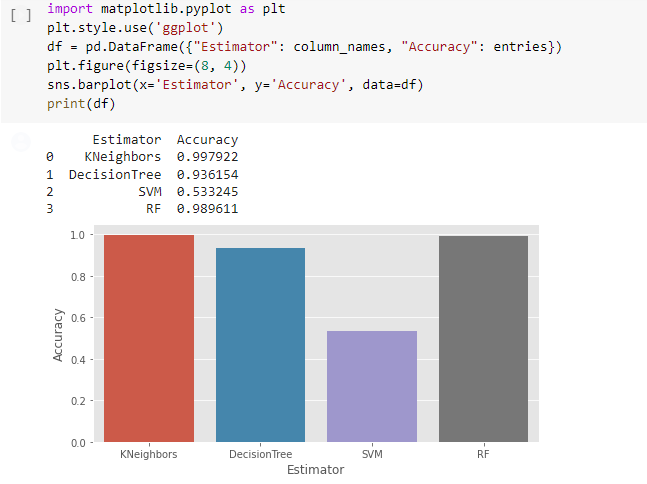 [ ] import matplotlib.pyplot as plt
plt.style.use('ggplot')
df = pd.DataFrame({"Estimator": column_names, "Accuracy": entries})
plt.figure(figsize=(8, 4))
sns.barplot(x='Estimator', y='Accuracy', data=df)
print(df)
Estimator Accuracy
0 KNeighbors 0.997922
1 DecisionTree 0.936154
2 SVM 0.533245
3 RF 0.989611
1.0
0.8
0.6
0.4
0.2
0.0
Accuracy
KNeighbors DecisionTree SVM RF
Estimator